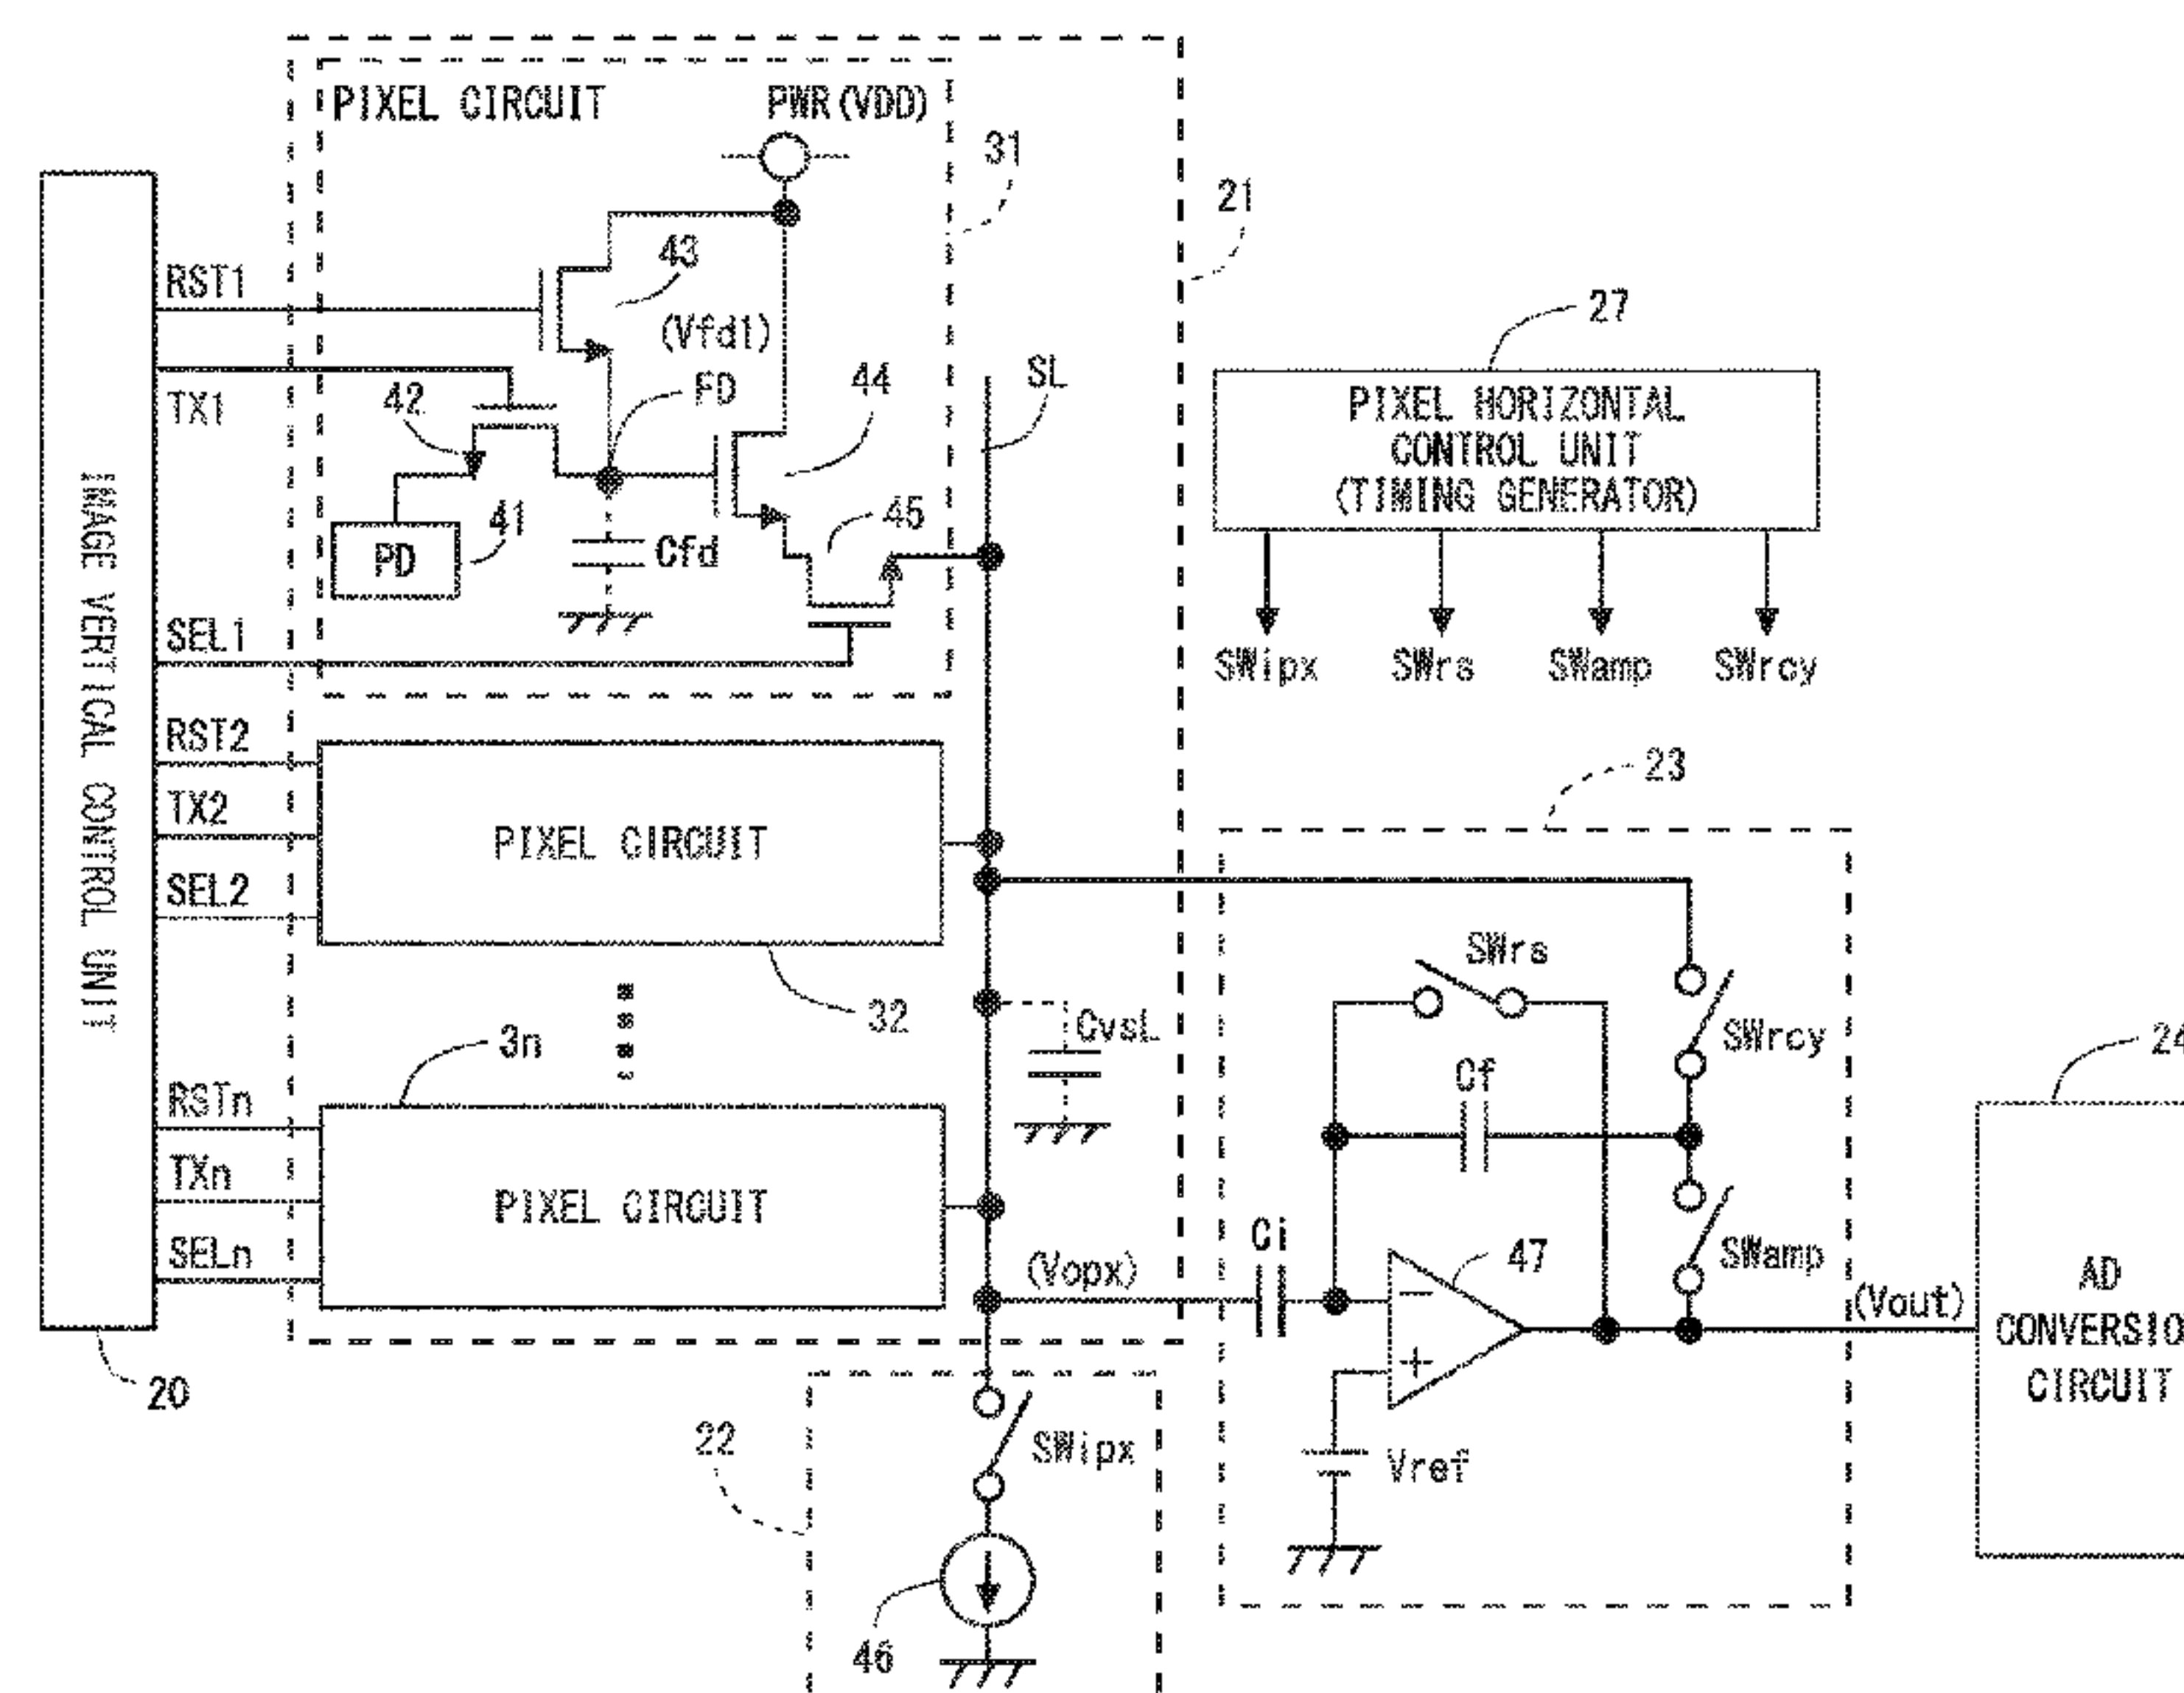 PIXEL CIRCUIT
PWR(VDD)
31
21
RST1
43
(Vfd1)
TX1
42
FD
44
SL
27
PIXEL HORIZONTAL
CONTROL UNIT
(TIMING GENERATOR)
41
45
PD
Cfd
SEL1
SWipx
SWrs
SWamp
SWrcy
IMAGE VERTICAL CONTROL UNIT
RST2
TX2
SEL2
PIXEL CIRCUIT
32
23
SWrs
SWrcy
Cf
CvsL
3n
24
RSTn
TXn
SELn
PIXEL CIRCUIT
(Vopx)
Ci
47
SWamp
(Vout)
AD
CONVERSIO
CIRCUIT
20
22
SWipx
Vref
46